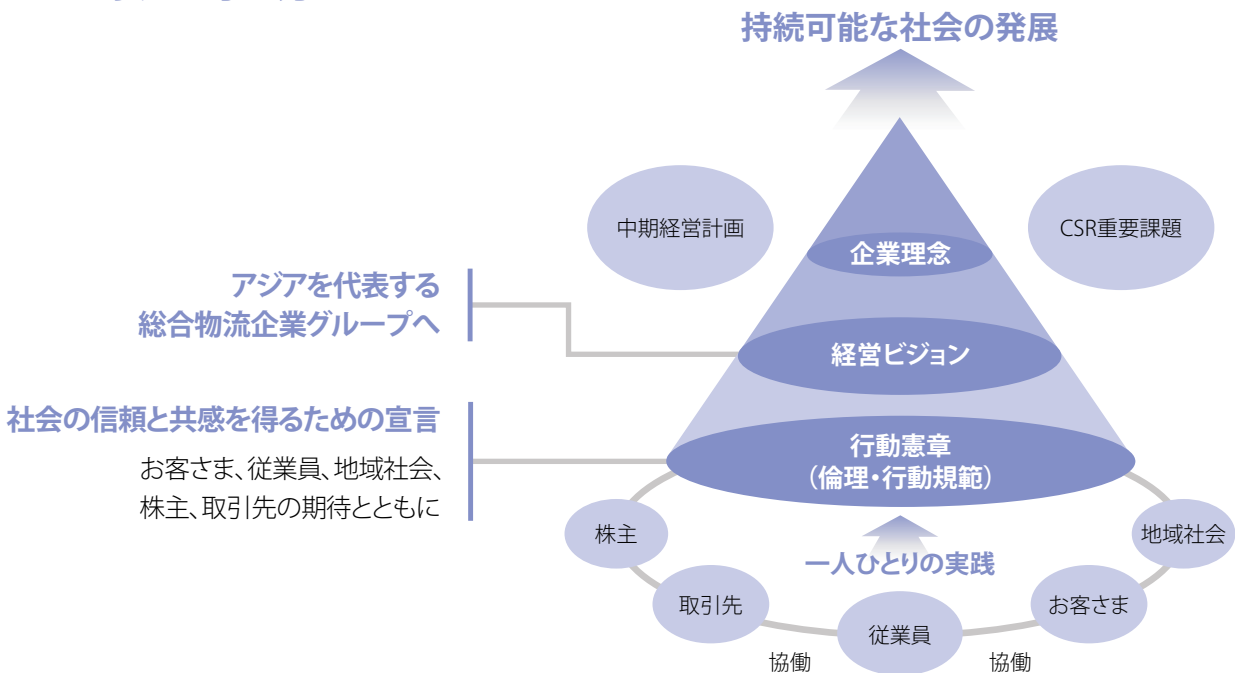 持続可能な社会の発展
中期経営計画
CSR重要課題
企業理念
アジアを代表する
総合物流企業グループへ
経営ビジョン
社会の信頼と共感を得るための宣言
お客さま、従業員、地域社会、
株主、取引先の期待とともに
行動憲章
(倫理・行動規範)
株主
地域社会
一人ひとりの実践
取引先
お客さま
従業員
協働
協働